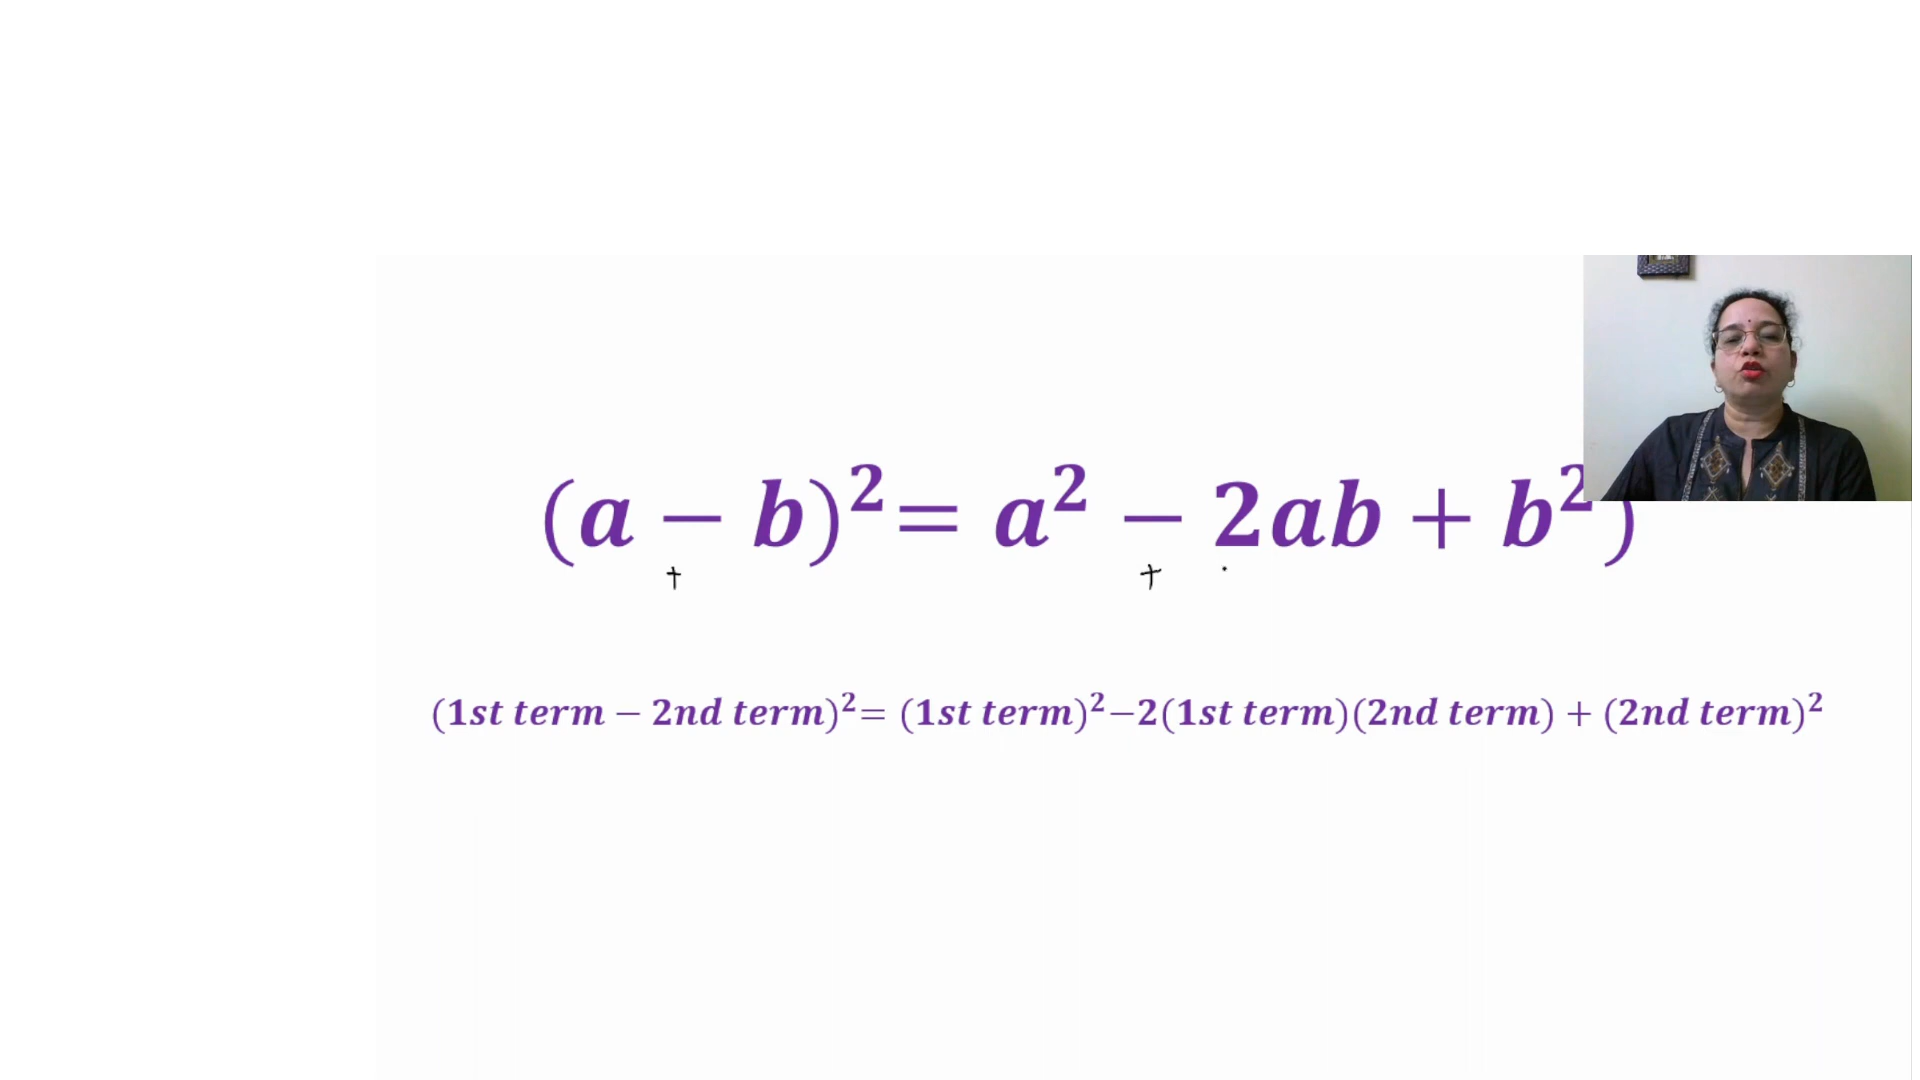 (a − b)²= a² − 2ab + b²)
+ +
(1st term − 2nd term)²= (1st term)²−2(1st term)(2nd term) + (2nd term)²